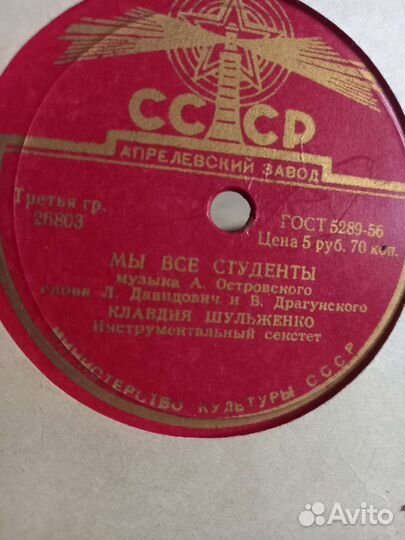 СССР
АПРЕЛЕВСКИЙ ЗАВОД
Третья гр.
26803
ГОСТ 5289-56
Цена 5 руб. 70 коп.
МЫ ВСЕ СТУДЕНТЫ
музыка А. Островского
слова Л. Давидович и В. Драгунского
КЛАВДИЯ ШУЛЬЖЕНКО
Инструментальный секстет
МИНИСТЕРСТВО КУЛЬТУРЫ СССР
Avito